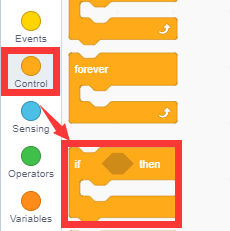 Events
Control
forever
Sensing
if then
Operators
Variables